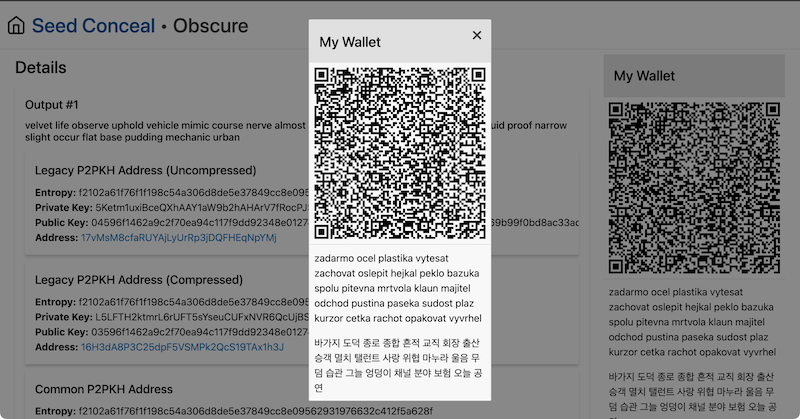 Seed Conceal • Obscure
Details
Output #1
velvet life observe uphold vehicle mimic course nerve almost
uid proof narrow
slight occur flat base pudding mechanic urban
Legacy P2PKH Address (Uncompressed)
Entropy: f2102a61f76f1f198c54a306d8de5e37849cc8e095
Private Key: 5Ketm1uxiBceQXhAAY1aW9b2hAHArV7fRocPJ
Public Key: 04596f1462a9c2f70ea94c117f9dd92348e0127
69b99f0bd8ac33ac
Address: 17vMsM8cfaRUYAjLyUrRp3jDQFHEqNpYMj
Legacy P2PKH Address (Compressed)
Entropy: f2102a61f76f1f198c54a306d8de5e37849cc8e095
Private Key: L5LFTH2ktmrL6rUFT5sYseuCUFxNVR6QcUjBS
Public Key: 03596f1462a9c2f70ea94c117f9dd92348e0127
Address: 16H3dA8P3C25dpF5VSMPk2QcS19TAx1h3J
Common P2PKH Address
Entropy: f2102a61f76f1f198c54a306d8de5e37849cc8e09562931976632c412f5a628f
My Wallet
zadarmo ocel plastika vytesat
zachovat oslepit hejkal peklo bazuka
spolu pitevna mrtvola klaun majitel
odchod pustina paseka sudost plaz
kurzor cetka rachot opakovat vyvrhel
바가지 도덕 종로 종합 흔적 교직 회장 출산
승객 멸치 탤런트 사랑 위협 마누라 울음 무
덤 습관 그늘 엉덩이 채널 분야 보험 오늘 공
연
My Wallet
zadarmo ocel plastika vytesat
zachovat oslepit hejkal peklo bazuka
spolu pitevna mrtvola klaun majitel
odchod pustina paseka sudost plaz
kurzor cetka rachot opakovat vyvrhel
바가지 도덕 종로 종합 흔적 교직 회장 출산
승객 멸치 탤런트 사랑 위협 마누라 울음 무
덤 습관 그늘 엉덩이 채널 분야 보험 오늘 공